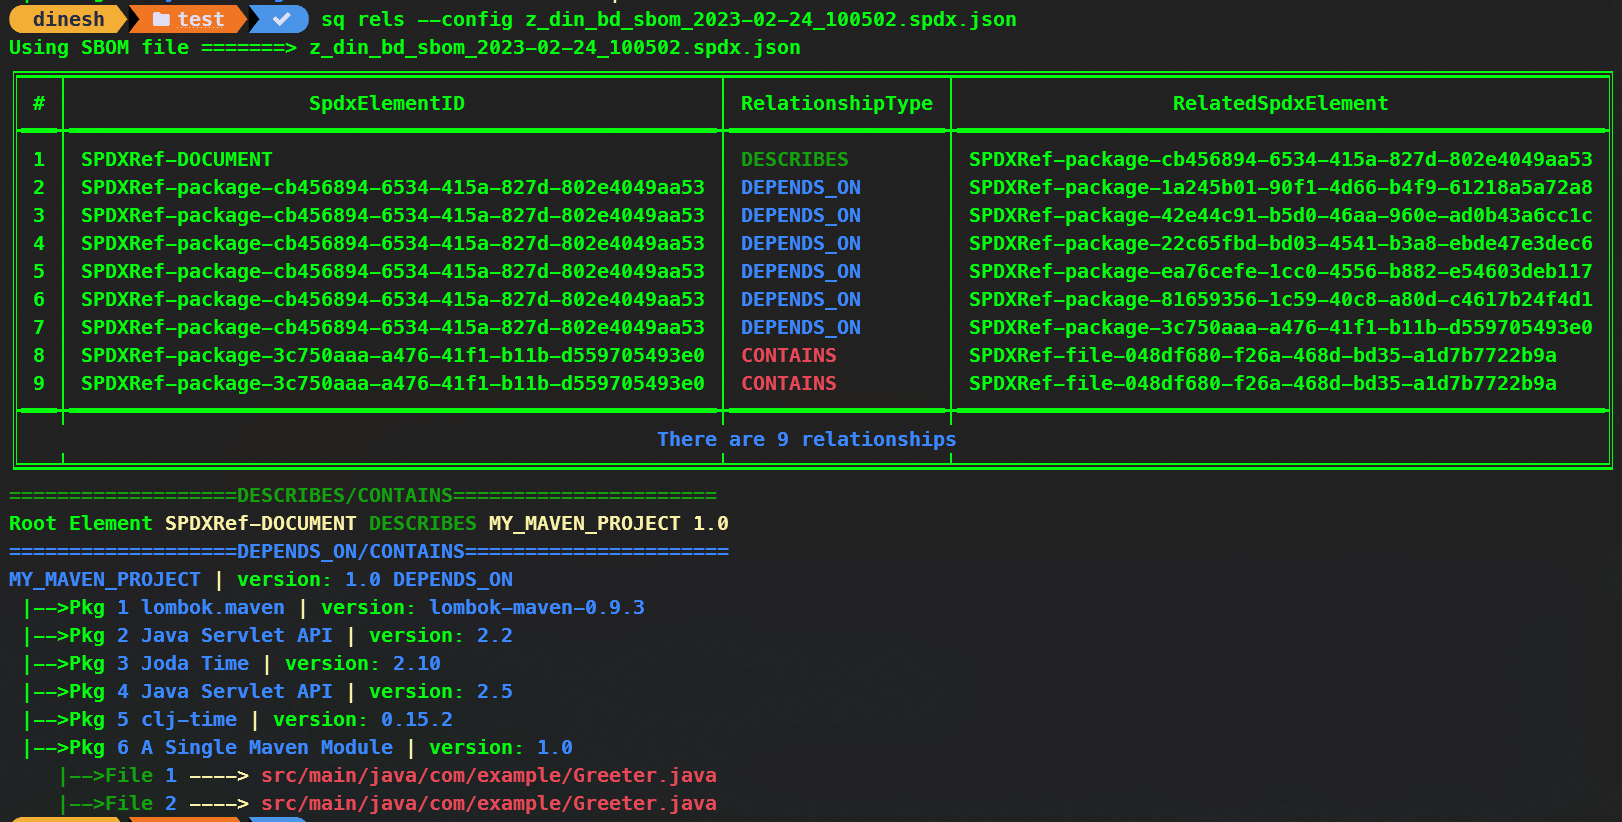 dinesh test sq rels --config z_din_bd_sbom_2023-02-24_100502.spdx.json
Using SBOM file =======> z_din_bd_sbom_2023-02-24_100502.spdx.json
# SpdxElementID RelationshipType RelatedSpdxElement
1 SPDXRef-DOCUMENT DESCRIBES SPDXRef-package-cb456894-6534-415a-827d-802e4049aa53
2 SPDXRef-package-cb456894-6534-415a-827d-802e4049aa53 DEPENDS_ON SPDXRef-package-1a245b01-90f1-4d66-b4f9-61218a5a72a8
3 SPDXRef-package-cb456894-6534-415a-827d-802e4049aa53 DEPENDS_ON SPDXRef-package-42e44c91-b5d0-46aa-960e-ad0b43a6cc1c
4 SPDXRef-package-cb456894-6534-415a-827d-802e4049aa53 DEPENDS_ON SPDXRef-package-22c65fbd-bd03-4541-b3a8-ebde47e3dec6
5 SPDXRef-package-cb456894-6534-415a-827d-802e4049aa53 DEPENDS_ON SPDXRef-package-ea76cefe-1cc0-4556-b882-e54603deb117
6 SPDXRef-package-cb456894-6534-415a-827d-802e4049aa53 DEPENDS_ON SPDXRef-package-81659356-1c59-40c8-a80d-c4617b24f4d1
7 SPDXRef-package-cb456894-6534-415a-827d-802e4049aa53 DEPENDS_ON SPDXRef-package-3c750aaa-a476-41f1-b11b-d559705493e0
8 SPDXRef-package-3c750aaa-a476-41f1-b11b-d559705493e0 CONTAINS SPDXRef-file-048df680-f26a-468d-bd35-a1d7b7722b9a
9 SPDXRef-package-3c750aaa-a476-41f1-b11b-d559705493e0 CONTAINS SPDXRef-file-048df680-f26a-468d-bd35-a1d7b7722b9a
There are 9 relationships
===================DESCRIBES/CONTAINS======================
Root Element SPDXRef-DOCUMENT DESCRIBES MY_MAVEN_PROJECT 1.0
===================DEPENDS_ON/CONTAINS======================
MY_MAVEN_PROJECT | version: 1.0 DEPENDS_ON
|-->Pkg 1 lombok.maven | version: lombok-maven-0.9.3
|-->Pkg 2 Java Servlet API | version: 2.2
|-->Pkg 3 Joda Time | version: 2.10
|-->Pkg 4 Java Servlet API | version: 2.5
|-->Pkg 5 clj-time | version: 0.15.2
|-->Pkg 6 A Single Maven Module | version: 1.0
|-->File 1 ----> src/main/java/com/example/Greeter.java
|-->File 2 ----> src/main/java/com/example/Greeter.java